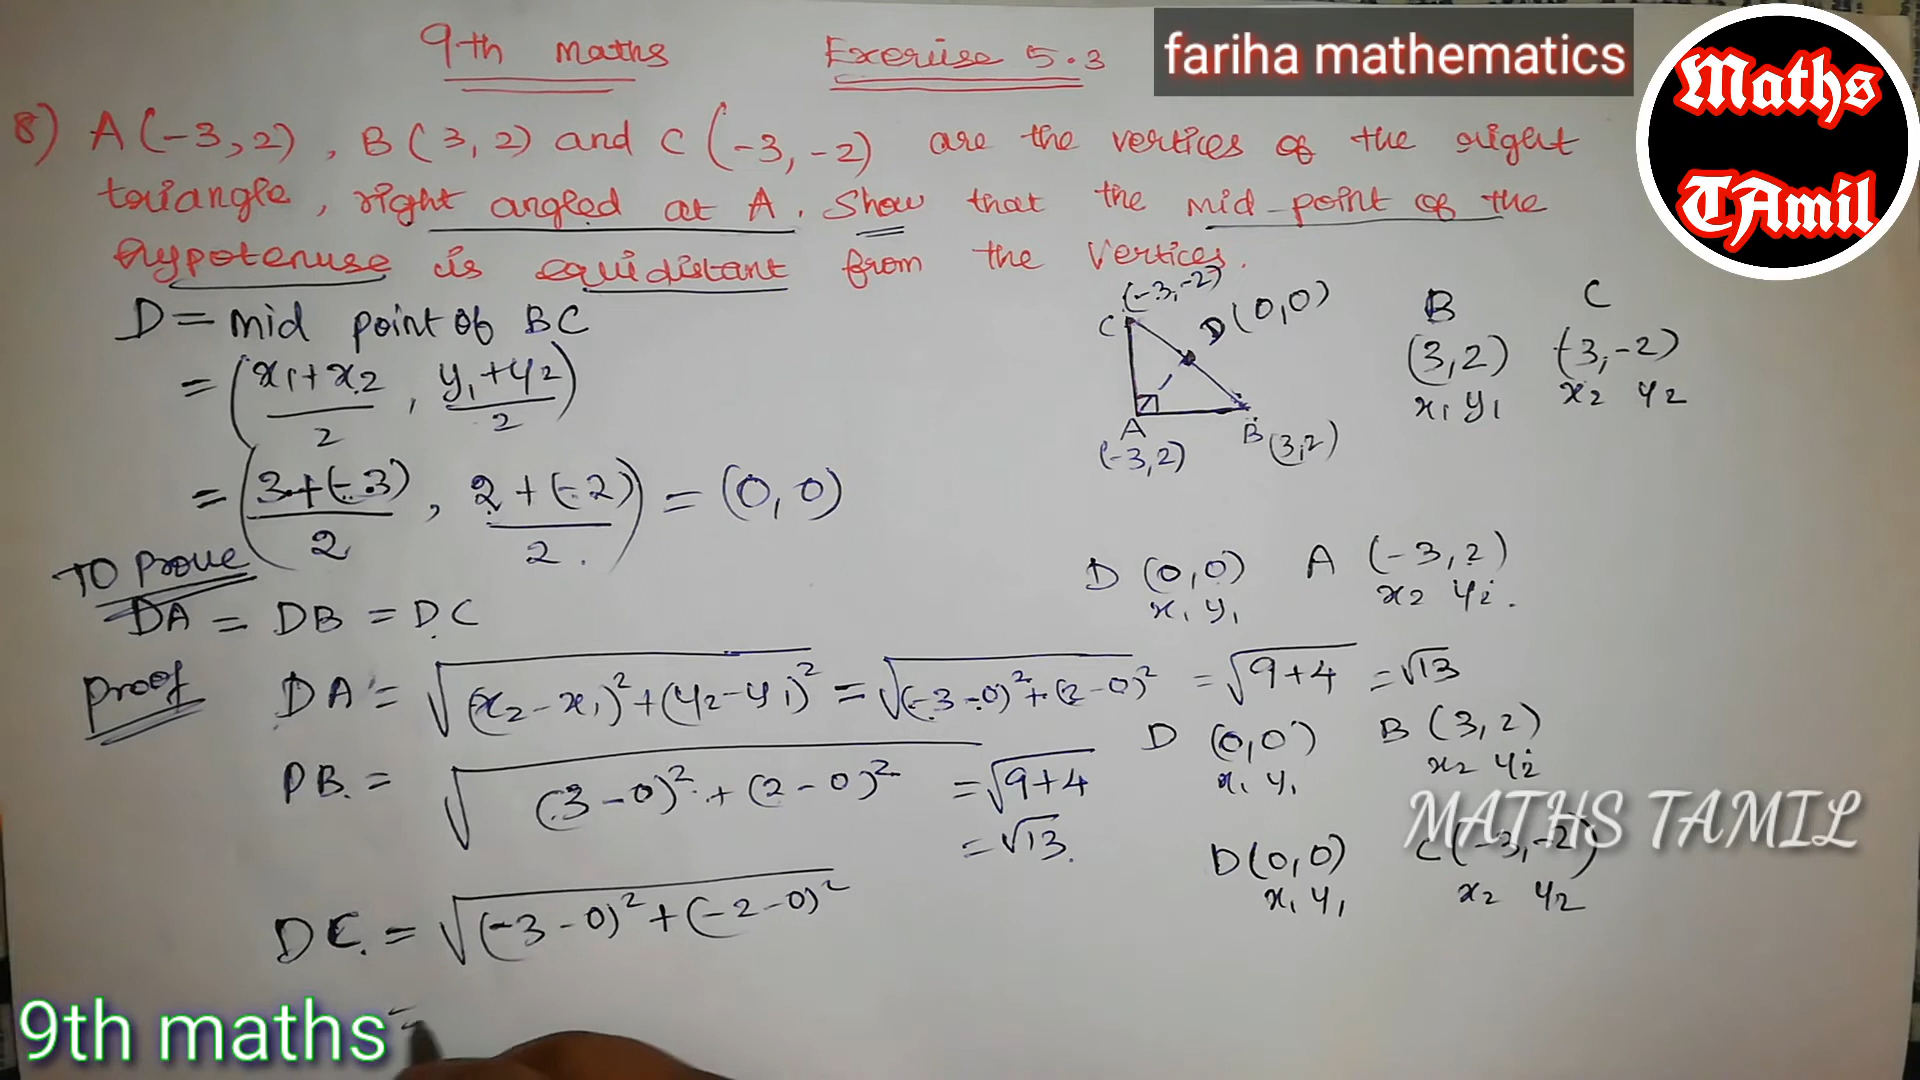 9th maths Exercise 5.3
fariha mathematics
Maths
TAmil
8) A(-3,2), B(3,2) and C(-3,-2) are the vertices of the right
triangle, right angled at A. Show that the mid point of the
hypotenuse is equidistant from the vertices.
D = mid point of BC
= (x₁+x₂/2, y₁+y₂/2)
= (3+(-3)/2, 2+(-2)/2) = (0,0)
(-3,-2)
C D(0,0)
A B(3,2)
(-3,2)
B C
(3,2) (-3,-2)
x₁ y₁ x₂ y₂
To prove
DA = DB = DC
D (0,0) A (-3,2)
x₁ y₁ x₂ y₂.
Proof DA = √(x₂-x₁)²+(y₂-y₁)² = √(-3-0)²+(2-0)² = √9+4 = √13
D (0,0) B (3,2)
x₁ y₁ x₂ y₂
DB = √(3-0)²+(2-0)² = √9+4
= √13.
MATHS TAMIL
D(0,0) C(-3,-2)
x₁ y₁ x₂ y₂
DC = √(-3-0)²+(-2-0)²
=
9th maths